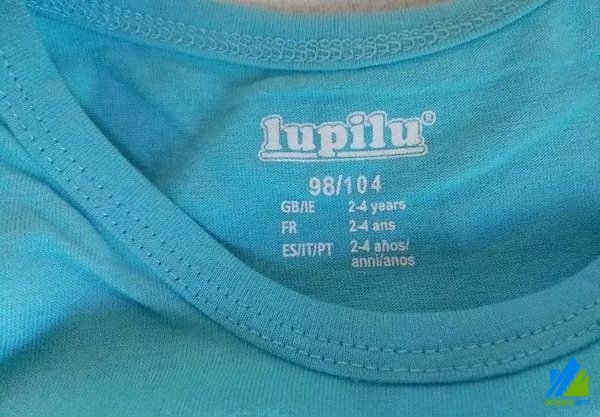 lupilu®
98/104
GB/IE 2-4 years
FR 2-4 ans
ES/IT/PT 2-4 años/
anni/anos